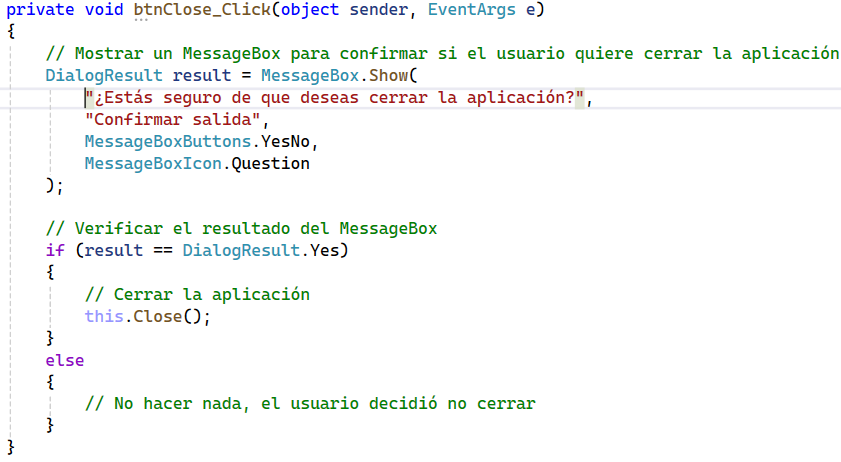 private void btnClose_Click(object sender, EventArgs e)
{
// Mostrar un MessageBox para confirmar si el usuario quiere cerrar la aplicación
DialogResult result = MessageBox.Show(
"¿Estás seguro de que deseas cerrar la aplicación?",
"Confirmar salida",
MessageBoxButtons.YesNo,
MessageBoxIcon.Question
);
// Verificar el resultado del MessageBox
if (result == DialogResult.Yes)
{
// Cerrar la aplicación
this.Close();
}
else
{
// No hacer nada, el usuario decidió no cerrar
}
}